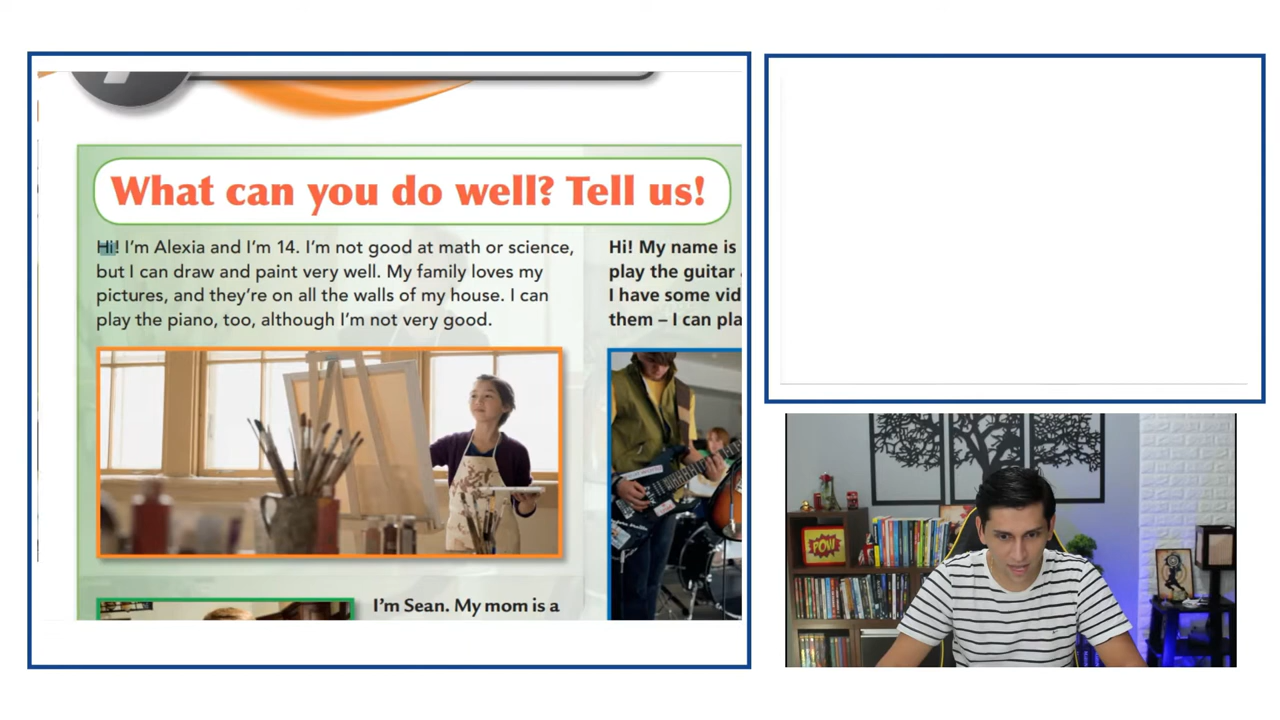 What can you do well? Tell us!
Hi! I'm Alexia and I'm 14. I'm not good at math or science,
but I can draw and paint very well. My family loves my
pictures, and they're on all the walls of my house. I can
play the piano, too, although I'm not very good.
Hi! My name is
play the guitar
I have some vid
them – I can pla
I'm Sean. My mom is a
POW!